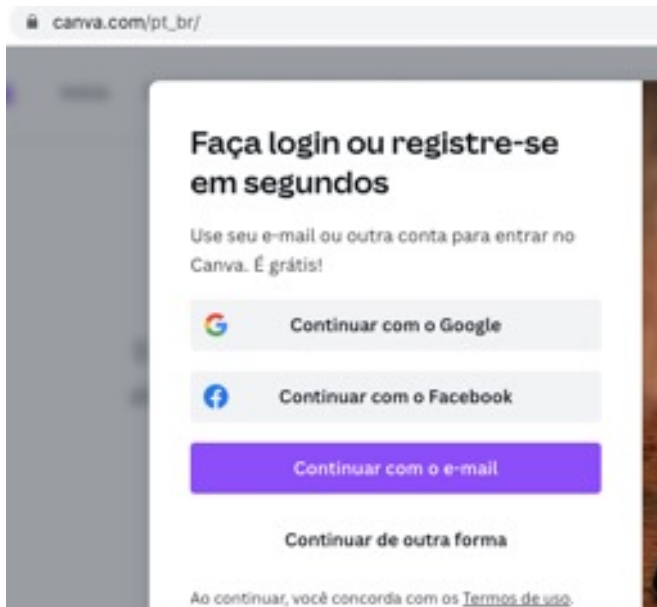 canva.com/pt_br/
Faça login ou registre-se
em segundos
Use seu e-mail ou outra conta para entrar no
Canva. É grátis!
Continuar com o Google
Continuar com o Facebook
Continuar com o e-mail
Continuar de outra forma
Ao continuar, você concorda com os Termos de uso.